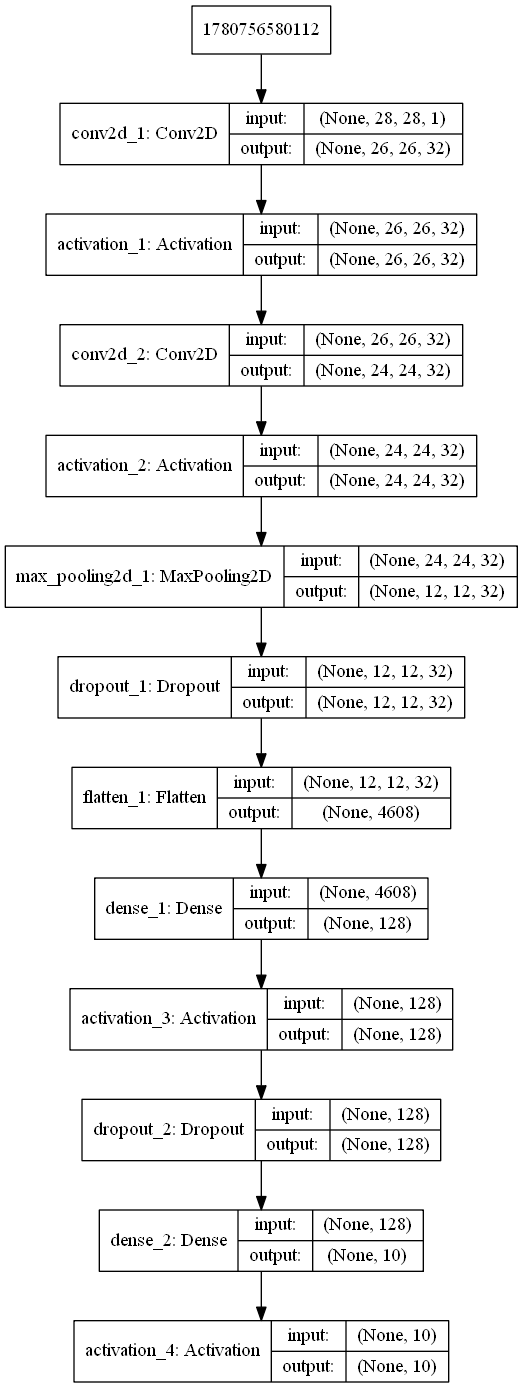 1780756580112
conv2d_1: Conv2D
input: (None, 28, 28, 1)
output: (None, 26, 26, 32)
activation_1: Activation
input: (None, 26, 26, 32)
output: (None, 26, 26, 32)
conv2d_2: Conv2D
input: (None, 26, 26, 32)
output: (None, 24, 24, 32)
activation_2: Activation
input: (None, 24, 24, 32)
output: (None, 24, 24, 32)
max_pooling2d_1: MaxPooling2D
input: (None, 24, 24, 32)
output: (None, 12, 12, 32)
dropout_1: Dropout
input: (None, 12, 12, 32)
output: (None, 12, 12, 32)
flatten_1: Flatten
input: (None, 12, 12, 32)
output: (None, 4608)
dense_1: Dense
input: (None, 4608)
output: (None, 128)
activation_3: Activation
input: (None, 128)
output: (None, 128)
dropout_2: Dropout
input: (None, 128)
output: (None, 128)
dense_2: Dense
input: (None, 128)
output: (None, 10)
activation_4: Activation
input: (None, 10)
output: (None, 10)